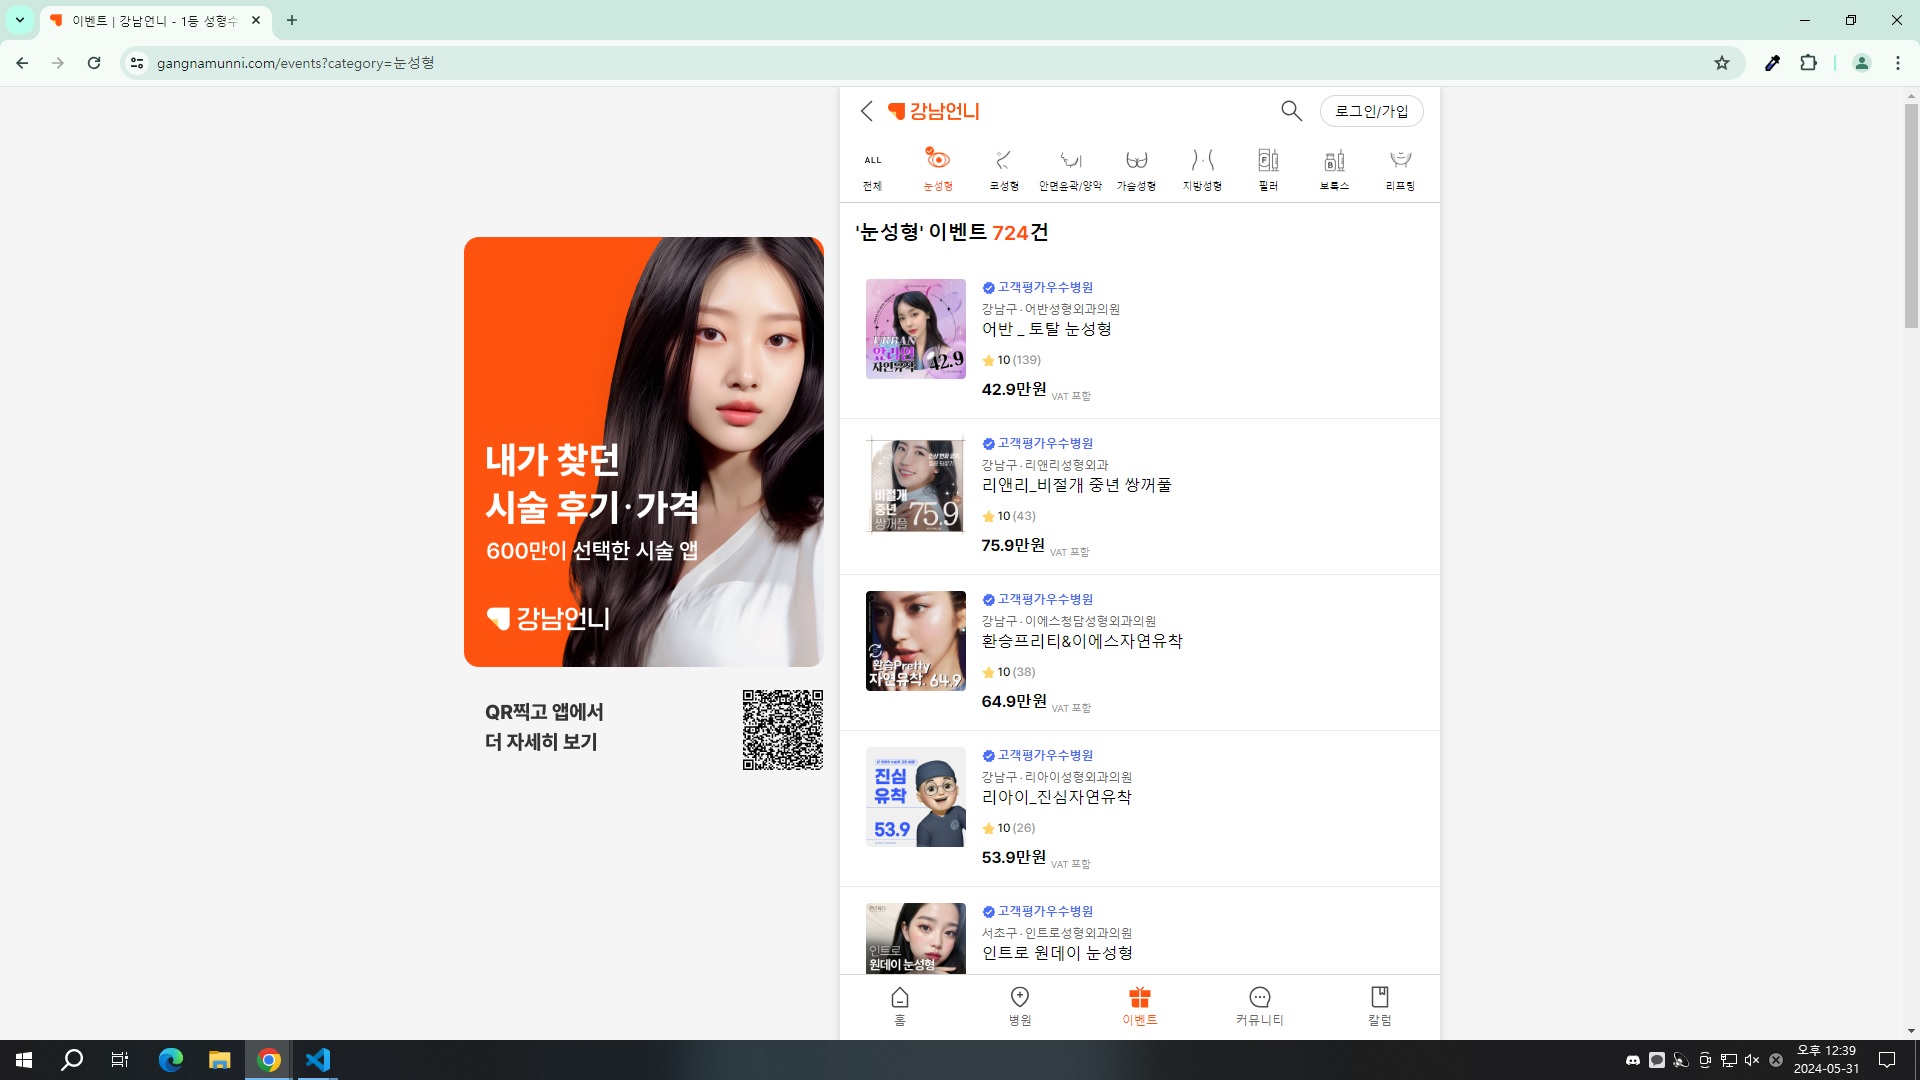 이벤트 | 강남언니 - 1등 성형수
gangnamunni.com/events?category=눈성형
강남언니
로그인/가입
ALL
전체
눈성형
코성형
안면윤곽/양악
가슴성형
지방성형
필러
보톡스
리프팅
'눈성형' 이벤트 724건
내가 찾던
시술 후기·가격
600만이 선택한 시술 앱
강남언니
QR찍고 앱에서
더 자세히 보기
URBAN
앞라인
자연유착 42.9
고객평가우수병원
강남구·어반성형외과의원
어반 _ 토탈 눈성형
10 (139)
42.9만원 VAT 포함
비절개
중년
쌍꺼풀 75.9
고객평가우수병원
강남구·리앤리성형외과
리앤리_비절개 중년 쌍꺼풀
10 (43)
75.9만원 VAT 포함
환승Pretty
자연유착. 64.9
고객평가우수병원
강남구·이에스청담성형외과의원
환승프리티&이에스자연유착
10 (38)
64.9만원 VAT 포함
진심
유착
53.9
고객평가우수병원
강남구·리아이성형외과의원
리아이_진심자연유착
10 (26)
53.9만원 VAT 포함
인트로
원데이 눈성형
고객평가우수병원
서초구·인트로성형외과의원
인트로 원데이 눈성형
홈
병원
이벤트
커뮤니티
칼럼
오후 12:39
2024-05-31